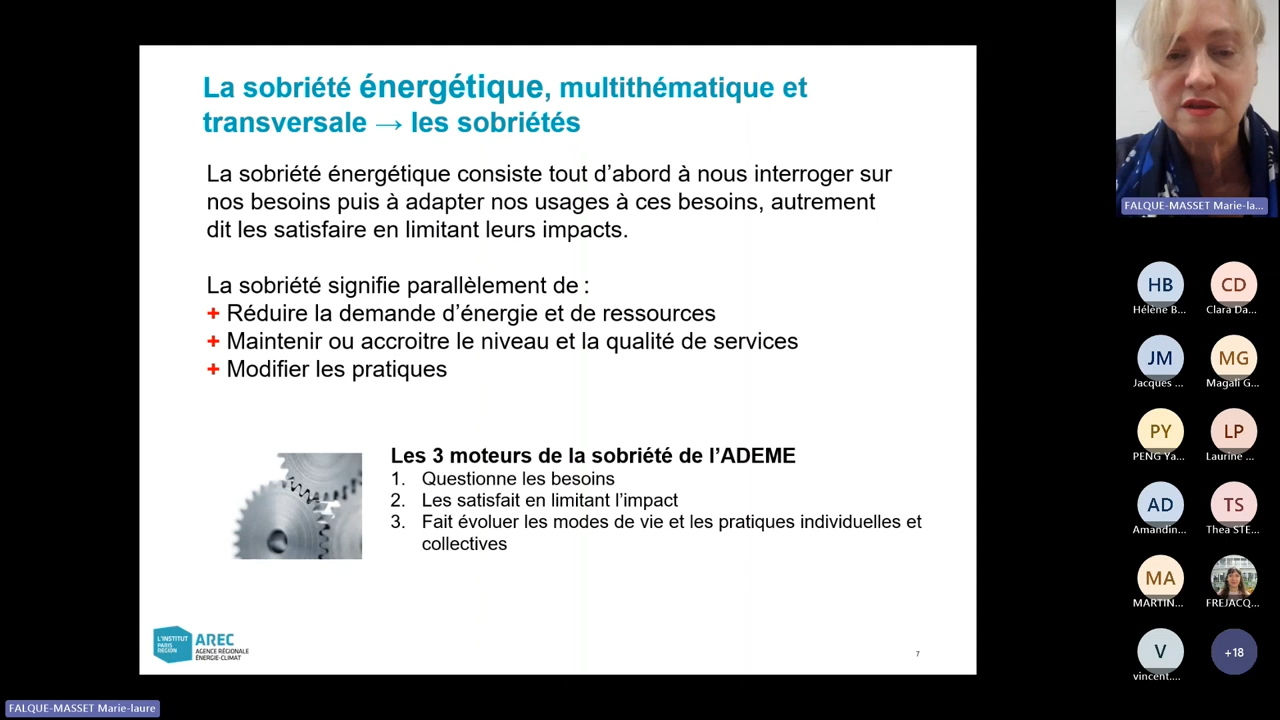 La sobriété énergétique, multithématique et
transversale → les sobriétés
La sobriété énergétique consiste tout d’abord à nous interroger sur
nos besoins puis à adapter nos usages à ces besoins, autrement
dit les satisfaire en limitant leurs impacts.
La sobriété signifie parallèlement de :
+ Réduire la demande d’énergie et de ressources
+ Maintenir ou accroitre le niveau et la qualité de services
+ Modifier les pratiques
Les 3 moteurs de la sobriété de l’ADEME
1. Questionne les besoins
2. Les satisfait en limitant l’impact
3. Fait évoluer les modes de vie et les pratiques individuelles et
collectives
L'INSTITUT
PARIS
REGION
AREC
AGENCE RÉGIONALE
ÉNERGIE-CLIMAT
7
FALQUE-MASSET Marie-la...
HB
CD
Hélène B...
Clara Da...
JM
MG
Jacques ...
Magali G...
PY
LP
PENG Ya...
Laurine ...
AD
TS
Amandin...
Thea STE...
MA
MARTIN...
FREJACQ...
V
+18
vincent....
FALQUE-MASSET Marie-laure